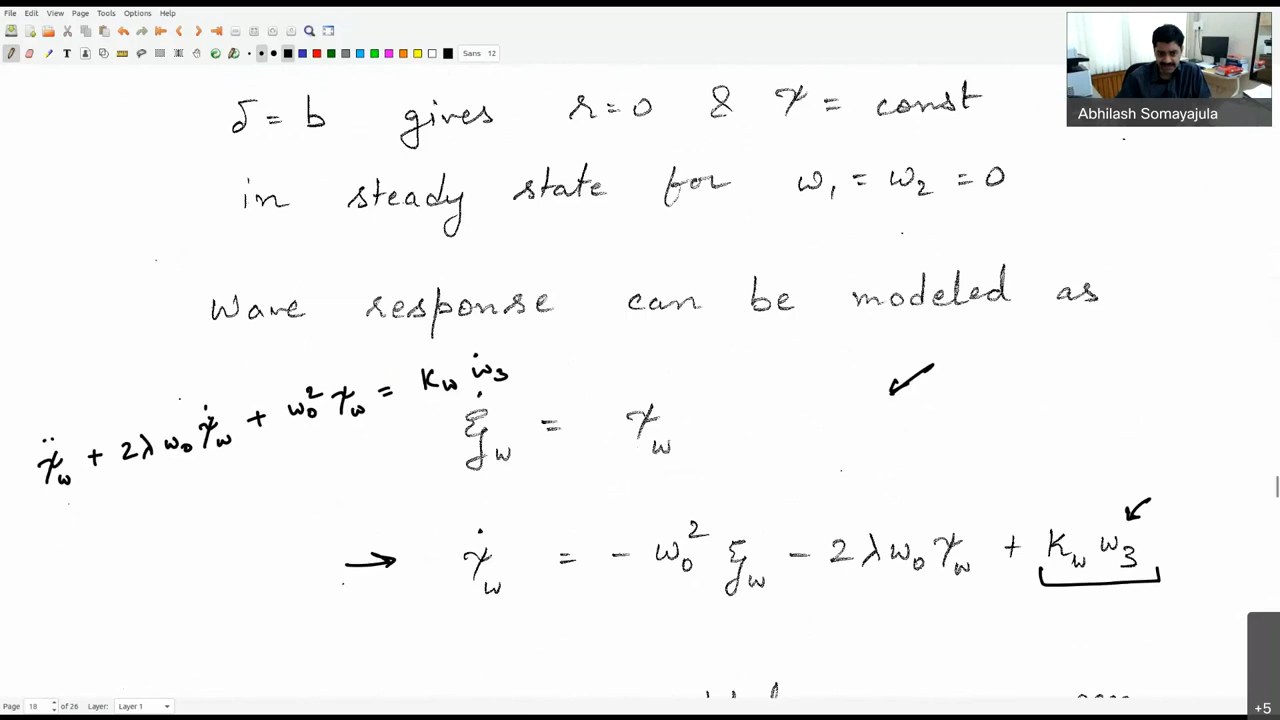 File Edit View Page Tools Options Help
Sans 12
Abhilash Somayajula
δ = b gives r = 0 & ψ = const
in steady state for w₁ = w₂ = 0
Wave response can be modeled as
ψ̈_w + 2λω₀ψ̇_w + ω₀²ψ_w = K_w ẇ₃
ξ̇_w = ψ_w
→ ψ̇_w = - ω₀² ξ_w - 2λω₀ψ_w + K_w w₃
Page 18 of 26 Layer: Layer 1
+5